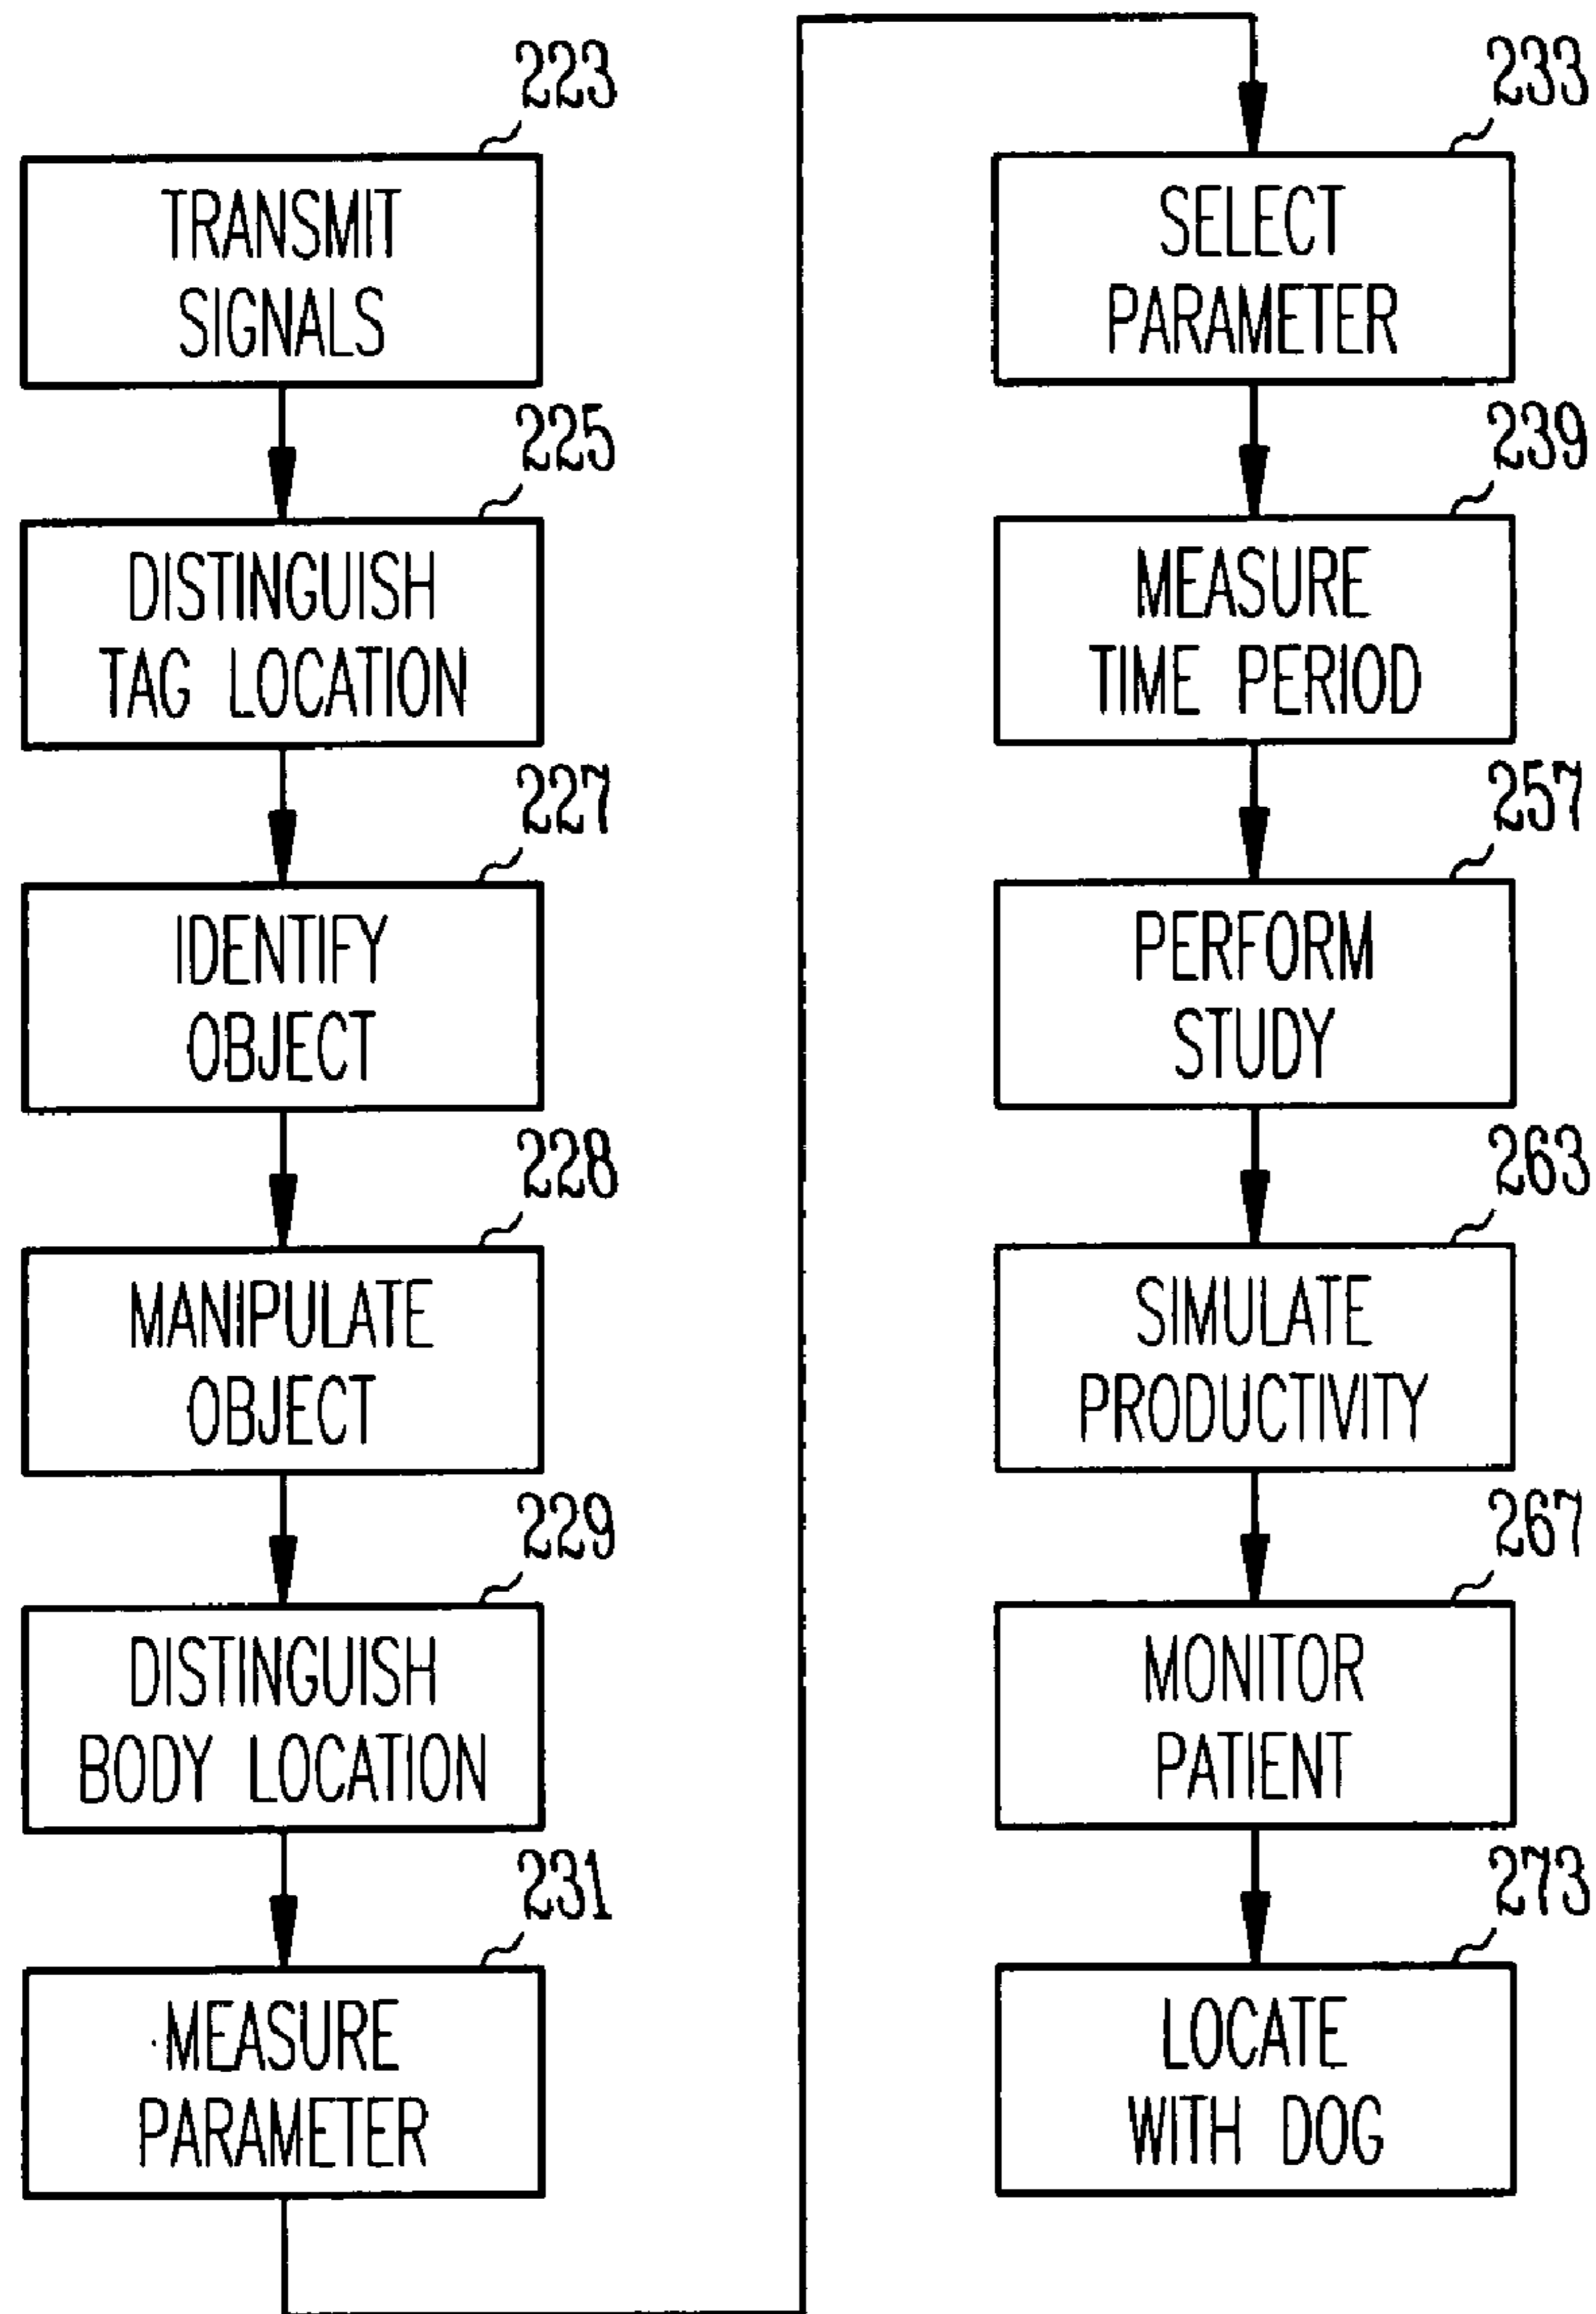 223
TRANSMIT
SIGNALS
225
DISTINGUISH
TAG LOCATION
227
IDENTIFY
OBJECT
228
MANIPULATE
OBJECT
229
DISTINGUISH
BODY LOCATION
231
MEASURE
PARAMETER
233
SELECT
PARAMETER
239
MEASURE
TIME PERIOD
257
PERFORM
STUDY
263
SIMULATE
PRODUCTIVITY
267
MONITOR
PATIENT
273
LOCATE
WITH DOG